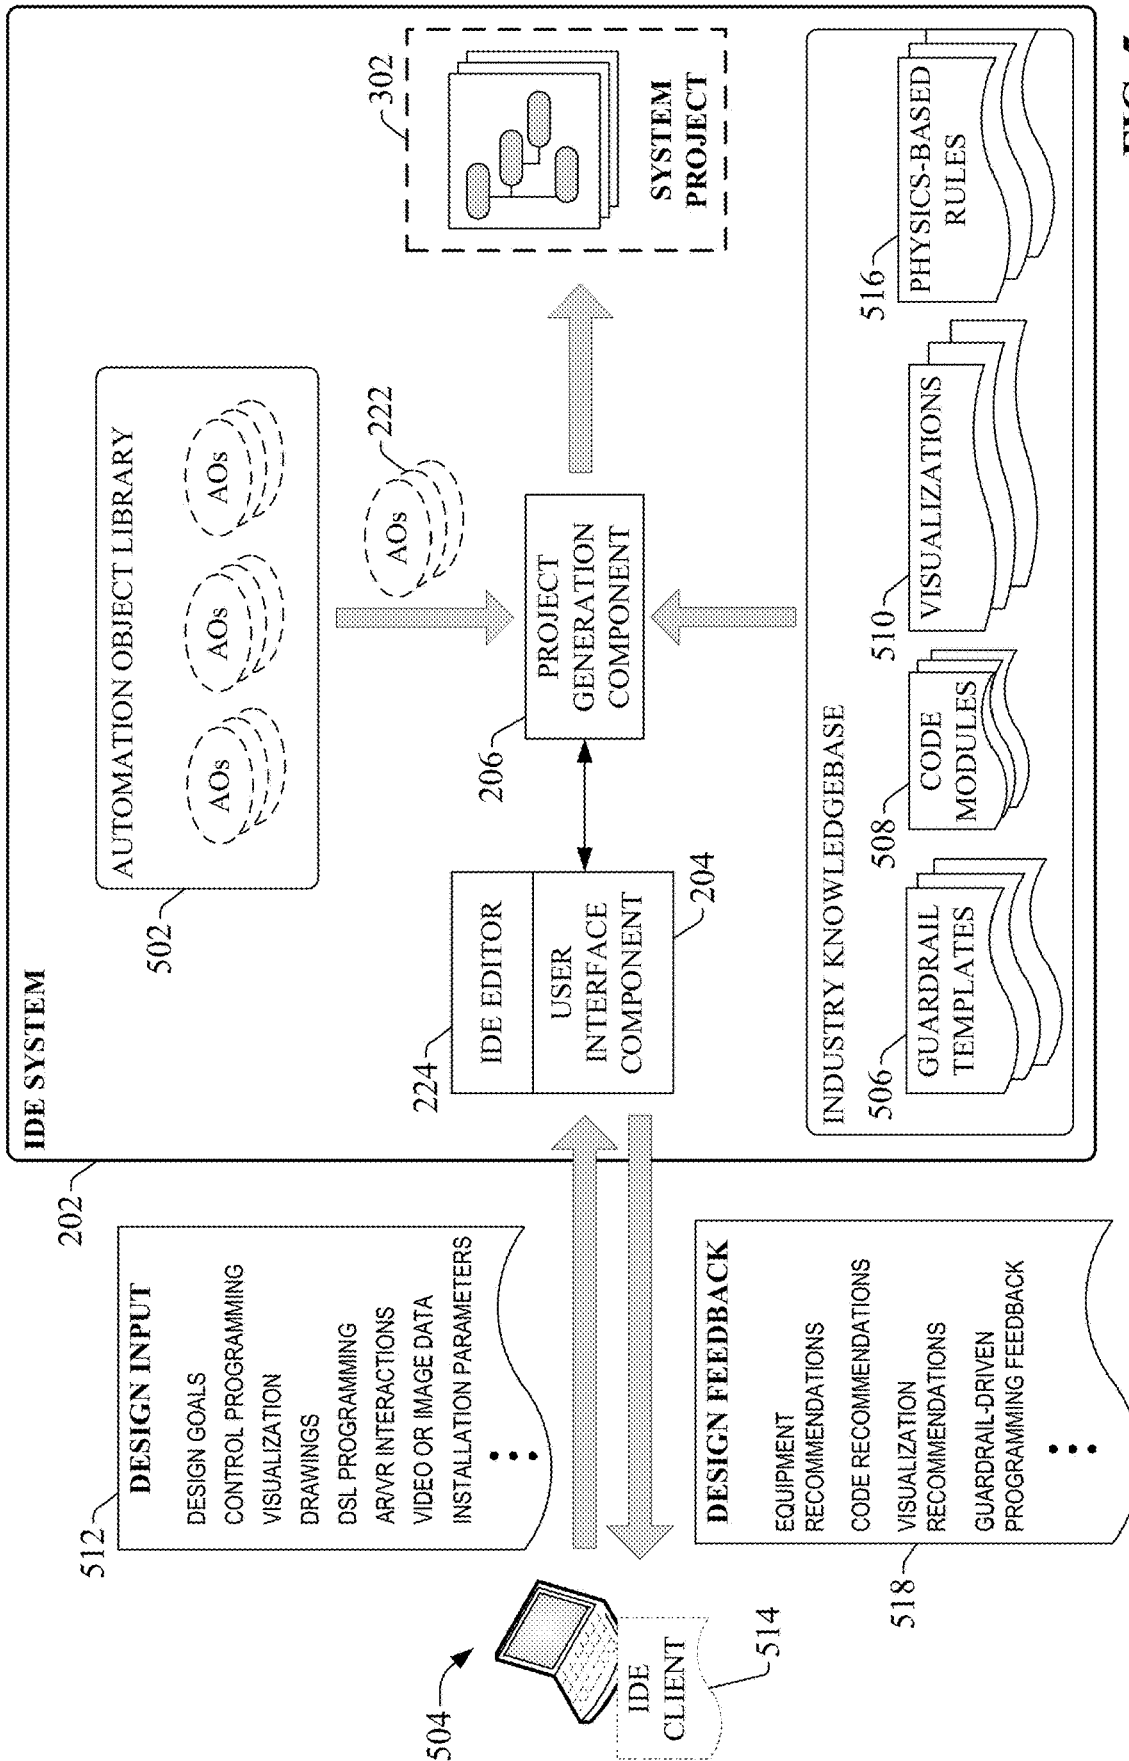 IDE SYSTEM
202
AUTOMATION OBJECT LIBRARY
AOs
AOs
AOs
502
AOs
222
302
SYSTEM
PROJECT
DESIGN INPUT
DESIGN GOALS
CONTROL PROGRAMMING
VISUALIZATION
DRAWINGS
DSL PROGRAMMING
AR/VR INTERACTIONS
VIDEO OR IMAGE DATA
INSTALLATION PARAMETERS
512
224
IDE EDITOR
USER
INTERFACE
COMPONENT
204
206
PROJECT
GENERATION
COMPONENT
504
IDE
CLIENT
514
DESIGN FEEDBACK
EQUIPMENT
RECOMMENDATIONS
CODE RECOMMENDATIONS
VISUALIZATION
RECOMMENDATIONS
GUARDRAIL-DRIVEN
PROGRAMMING FEEDBACK
518
INDUSTRY KNOWLEDGEBASE
506
GUARDRAIL
TEMPLATES
508
CODE
MODULES
510
VISUALIZATIONS
516
PHYSICS-BASED
RULES